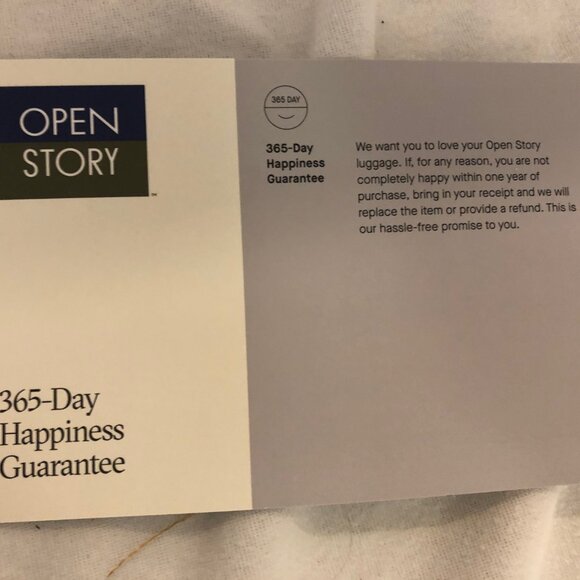 OPEN
STORY
™
365-Day
Happiness
Guarantee
365 DAY
365-Day
Happiness
Guarantee
We want you to love your Open Story
luggage. If, for any reason, you are not
completely happy within one year of
purchase, bring in your receipt and we will
replace the item or provide a refund. This is
our hassle-free promise to you.